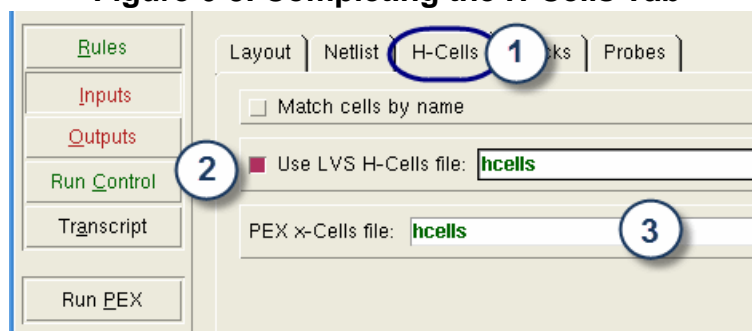 Rules
Inputs
Outputs
Run Control
Transcript
Run PEX
Layout Netlist H-Cells 1 ks Probes
Match cells by name
2 Use LVS H-Cells file: hcells
PEX x-Cells file: hcells 3